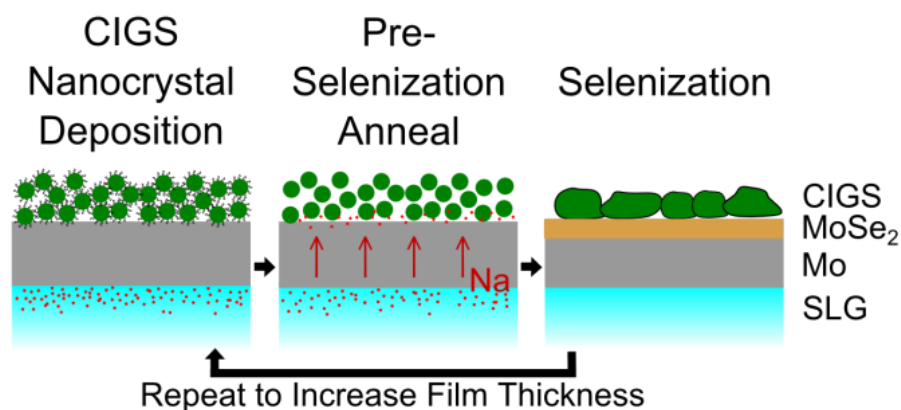 CIGS
Nanocrystal
Deposition
Pre-
Selenization
Anneal
Selenization
Na
CIGS
MoSe₂
Mo
SLG
Repeat to Increase Film Thickness